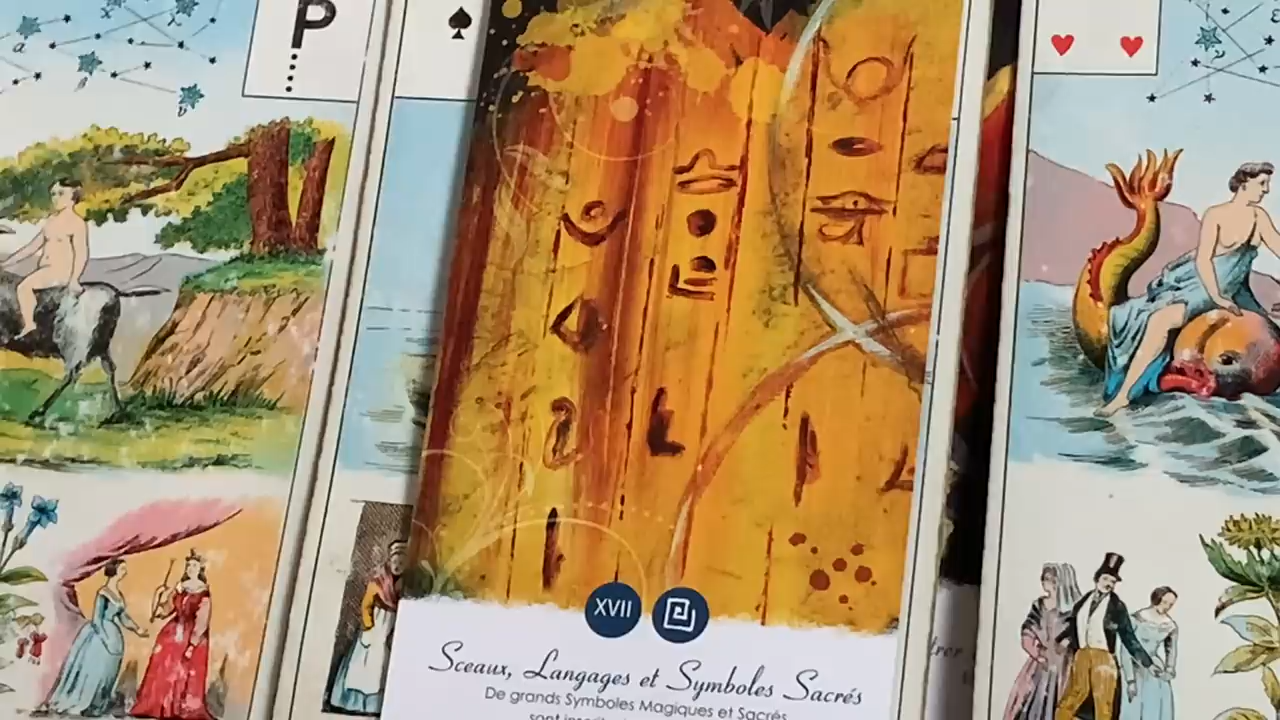 P
XVII
Sceaux, Langages et Symboles Sacrés
De grands Symboles Magiques et Sacrés